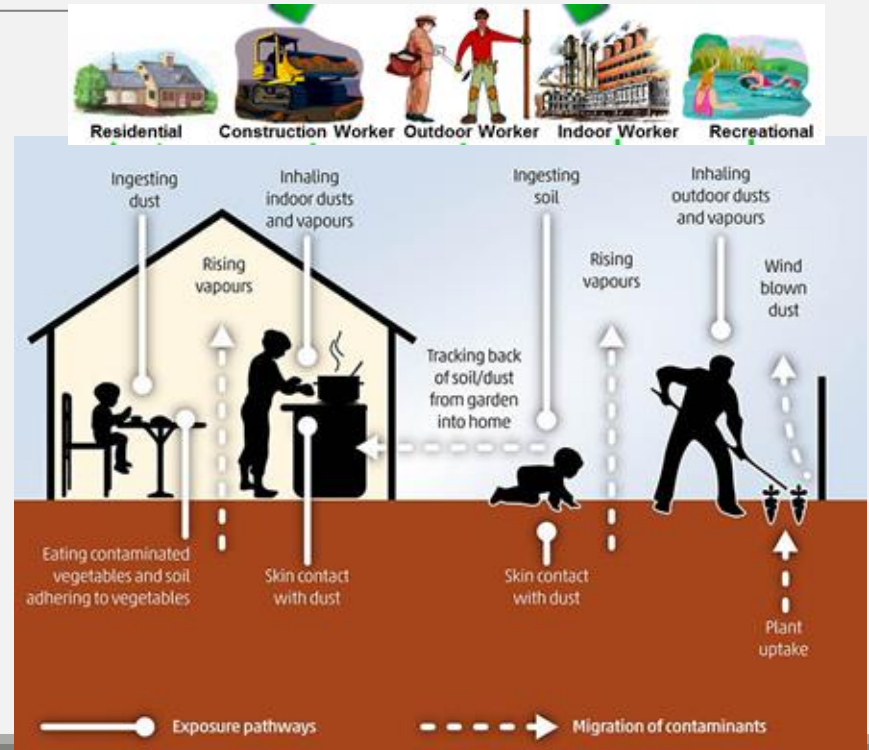 Residential
Construction Worker
Outdoor Worker
Indoor Worker
Recreational
Ingesting
dust
Inhaling
indoor dusts
and vapours
Ingesting
soil
Inhaling
outdoor dusts
and vapours
Rising
vapours
Rising
vapours
Wind
blown
dust
Tracking back
of soil/dust
from garden
into home
Eating contaminated
vegetables and soil
adhering to vegetables
Skin contact
with dust
Skin contact
with dust
Plant
uptake
Exposure pathways
Migration of contaminants